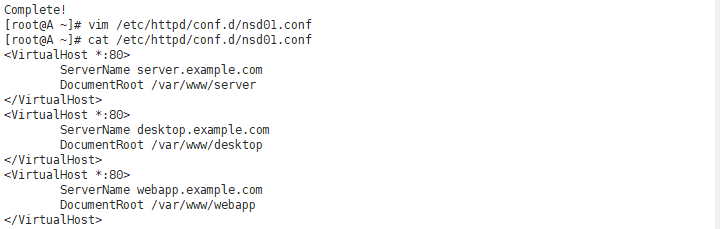 Complete!
[root@A ~]# vim /etc/httpd/conf.d/nsd01.conf
[root@A ~]# cat /etc/httpd/conf.d/nsd01.conf
<VirtualHost *:80>
        ServerName server.example.com
        DocumentRoot /var/www/server
</VirtualHost>
<VirtualHost *:80>
        ServerName desktop.example.com
        DocumentRoot /var/www/desktop
</VirtualHost>
<VirtualHost *:80>
        ServerName webapp.example.com
        DocumentRoot /var/www/webapp
</VirtualHost>